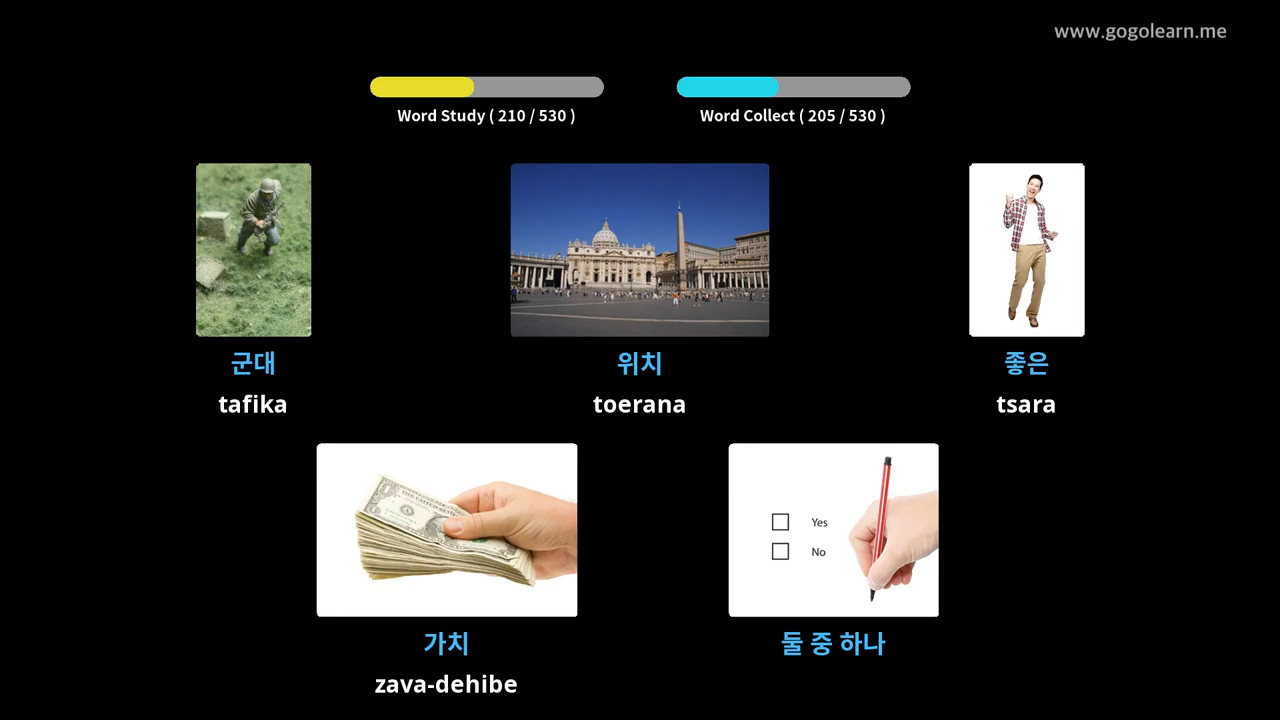 www.gogolearn.me
Word Study ( 210 / 530 )
Word Collect ( 205 / 530 )
군대
위치
좋은
tafika
toerana
tsara
Yes
No
가치
둘 중 하나
zava-dehibe